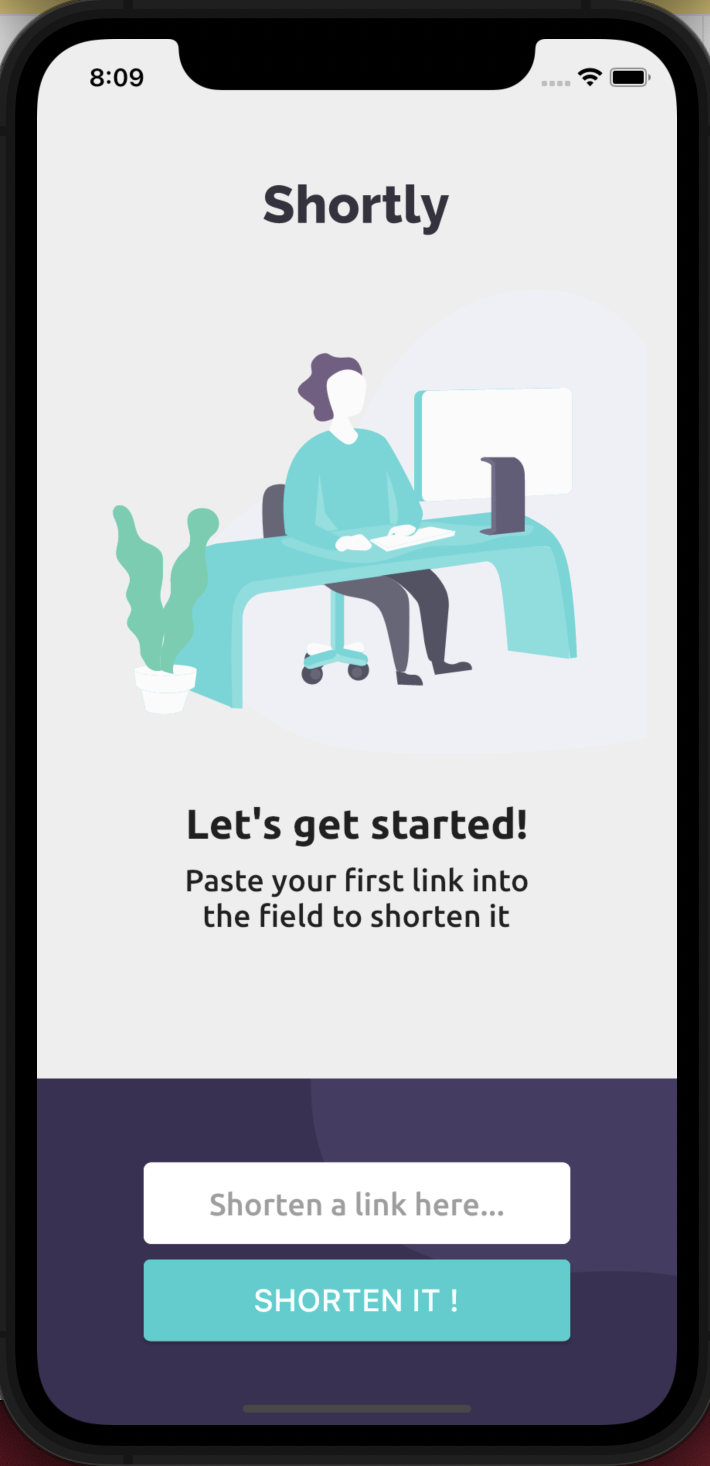 8:09
Shortly
Let's get started!
Paste your first link into
the field to shorten it
Shorten a link here...
SHORTEN IT !